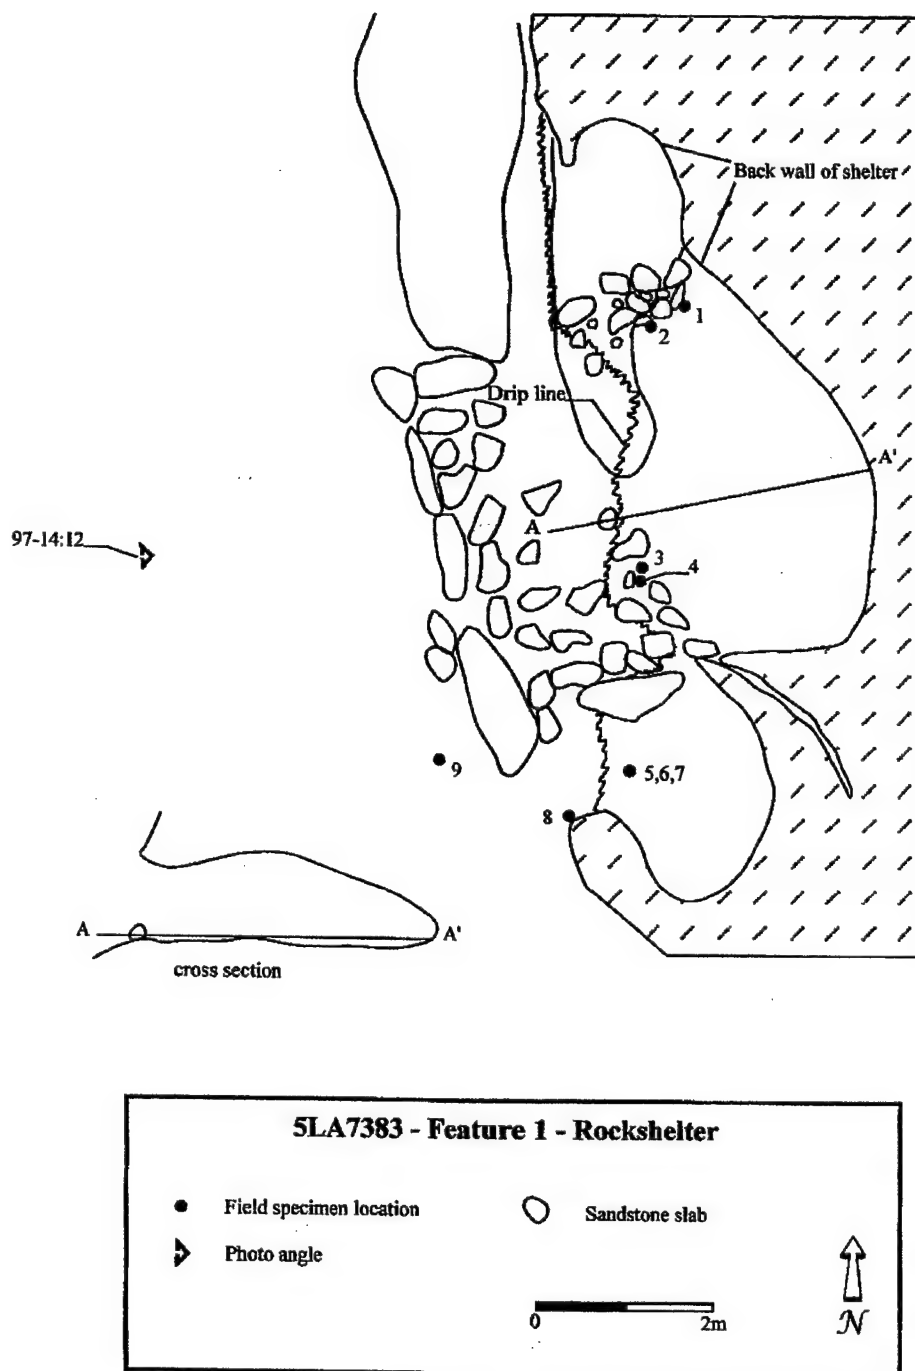 Back wall of shelter
1
2
Drip line
A'
A
97-14:12
3
4
9
5,6,7
8
A
A'
cross section
5LA7383 - Feature 1 - Rockshelter
Field specimen location
Sandstone slab
Photo angle
0
2m
N